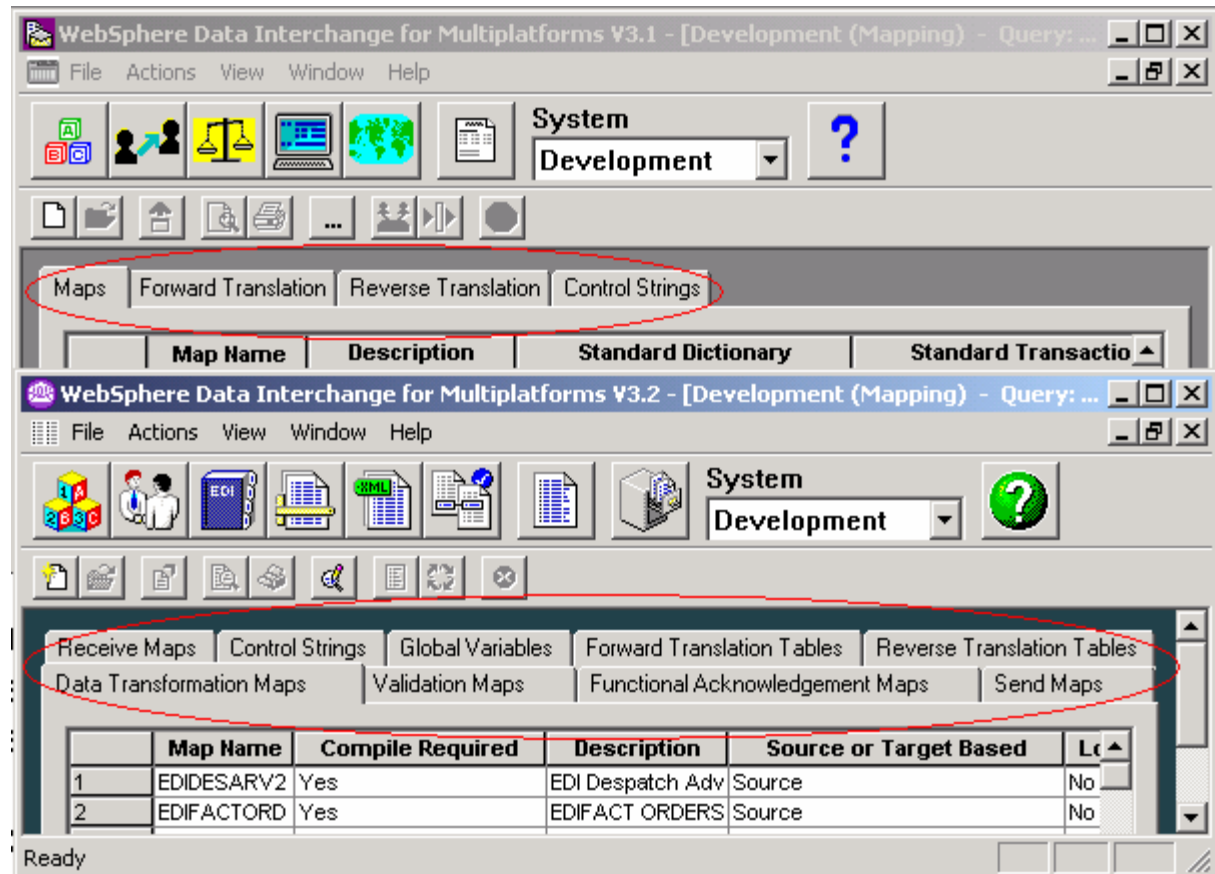 WebSphere Data Interchange for Multiplatforms V3.1 - [Development (Mapping) - Query: ...
File Actions View Window Help
A
B C
System
Development
?
...
Maps Forward Translation Reverse Translation Control Strings
Map Name Description Standard Dictionary Standard Transactio
WebSphere Data Interchange for Multiplatforms V3.2 - [Development (Mapping) - Query: ...
File Actions View Window Help
EDI
XML
System
Development
?
Receive Maps Control Strings Global Variables Forward Translation Tables Reverse Translation Tables
Data Transformation Maps Validation Maps Functional Acknowledgement Maps Send Maps
Map Name Compile Required Description Source or Target Based
1 EDIDESARV2 Yes EDI Despatch Adv Source No
2 EDIFACTORD Yes EDIFACT ORDERS Source No
Ready